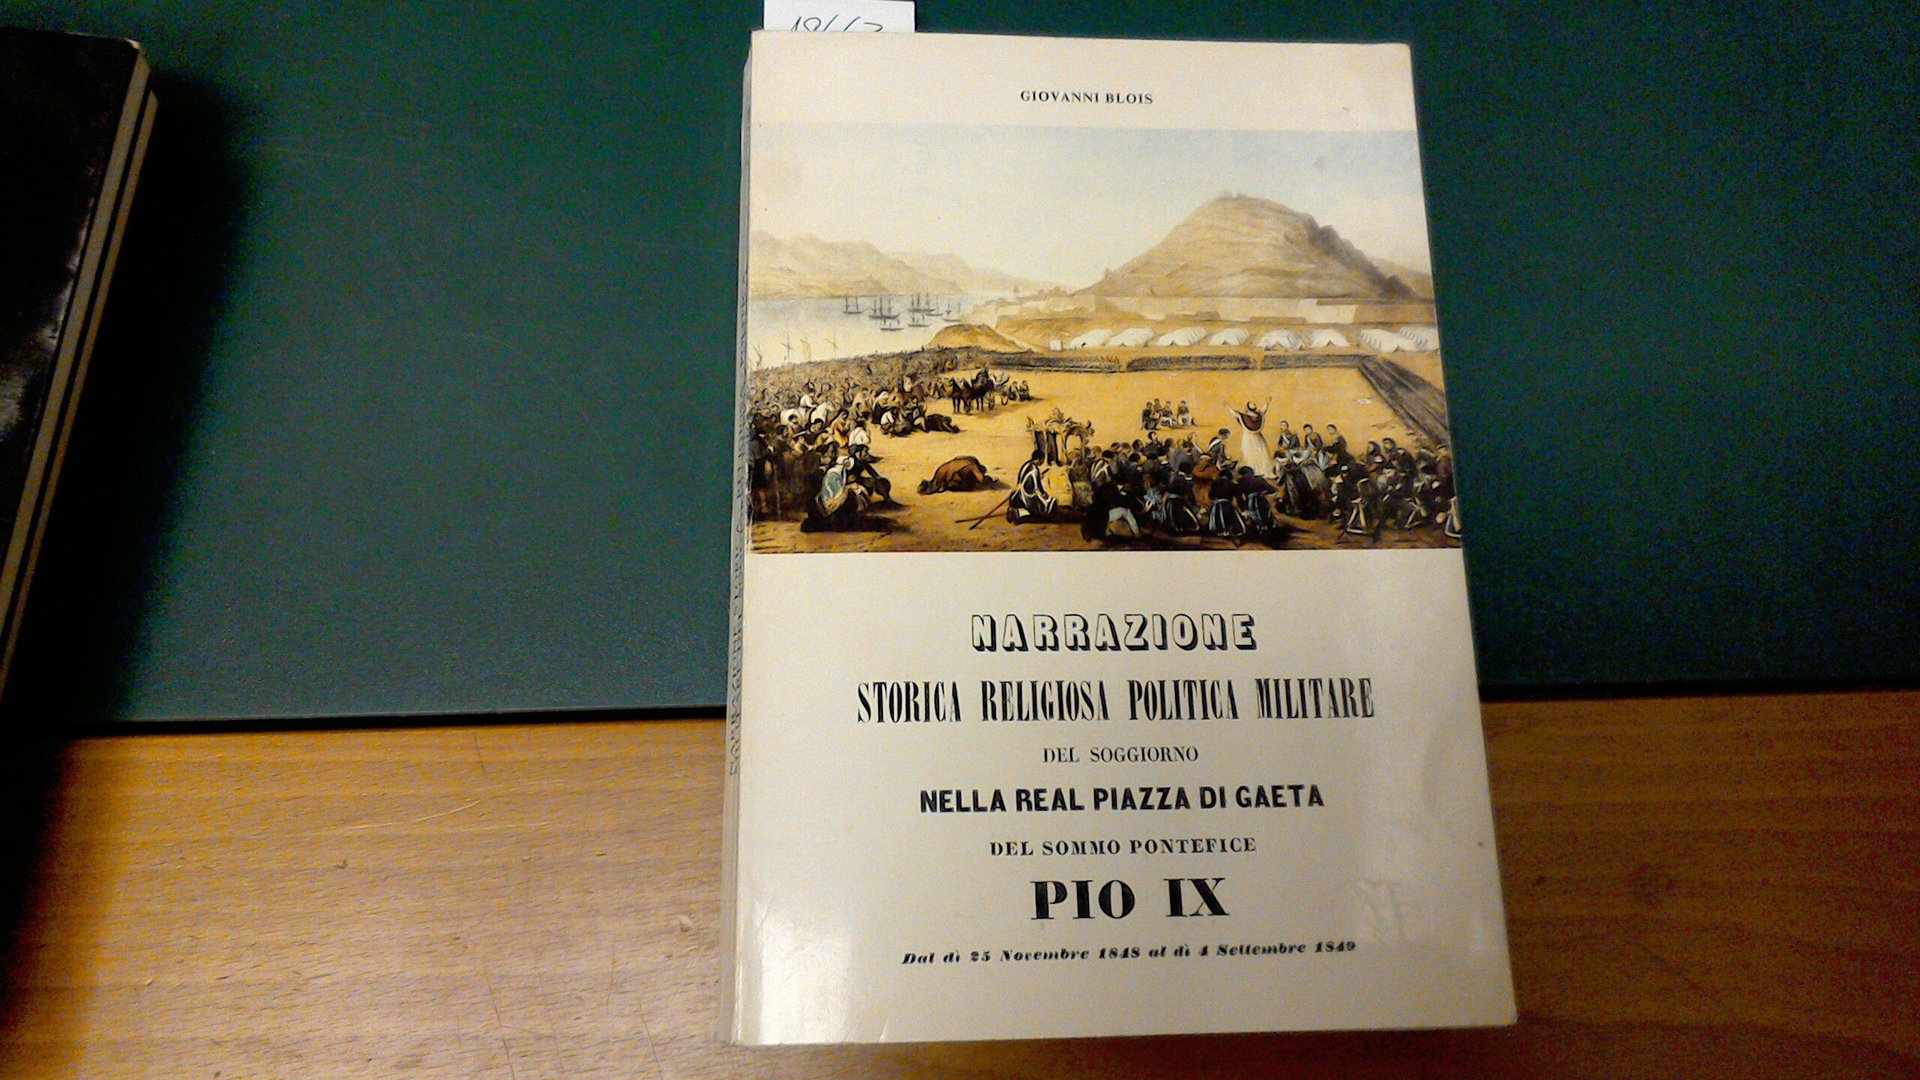 GIOVANNI BLOIS
NARRAZIONE
STORICA RELIGIOSA POLITICA MILITARE
DEL SOGGIORNO
NELLA REAL PIAZZA DI GAETA
DEL SOMMO PONTEFICE
PIO IX
Dal dì 25 Novembre 1848 al dì 4 Settembre 1849